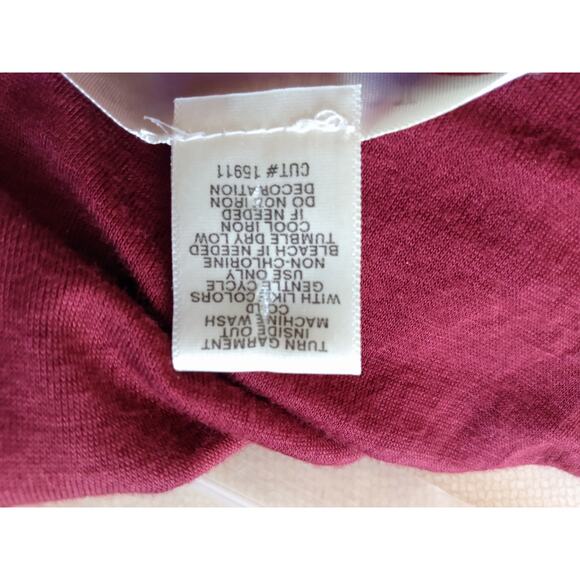 TURN GARMENT
INSIDE OUT
MACHINE WASH
COLD
WITH LIKE COLORS
GENTLE CYCLE
USE ONLY
NON-CHLORINE
BLEACH IF NEEDED
TUMBLE DRY LOW
COOL IRON
IF NEEDED
DO NOT IRON
DECORATION
CUT# 15911